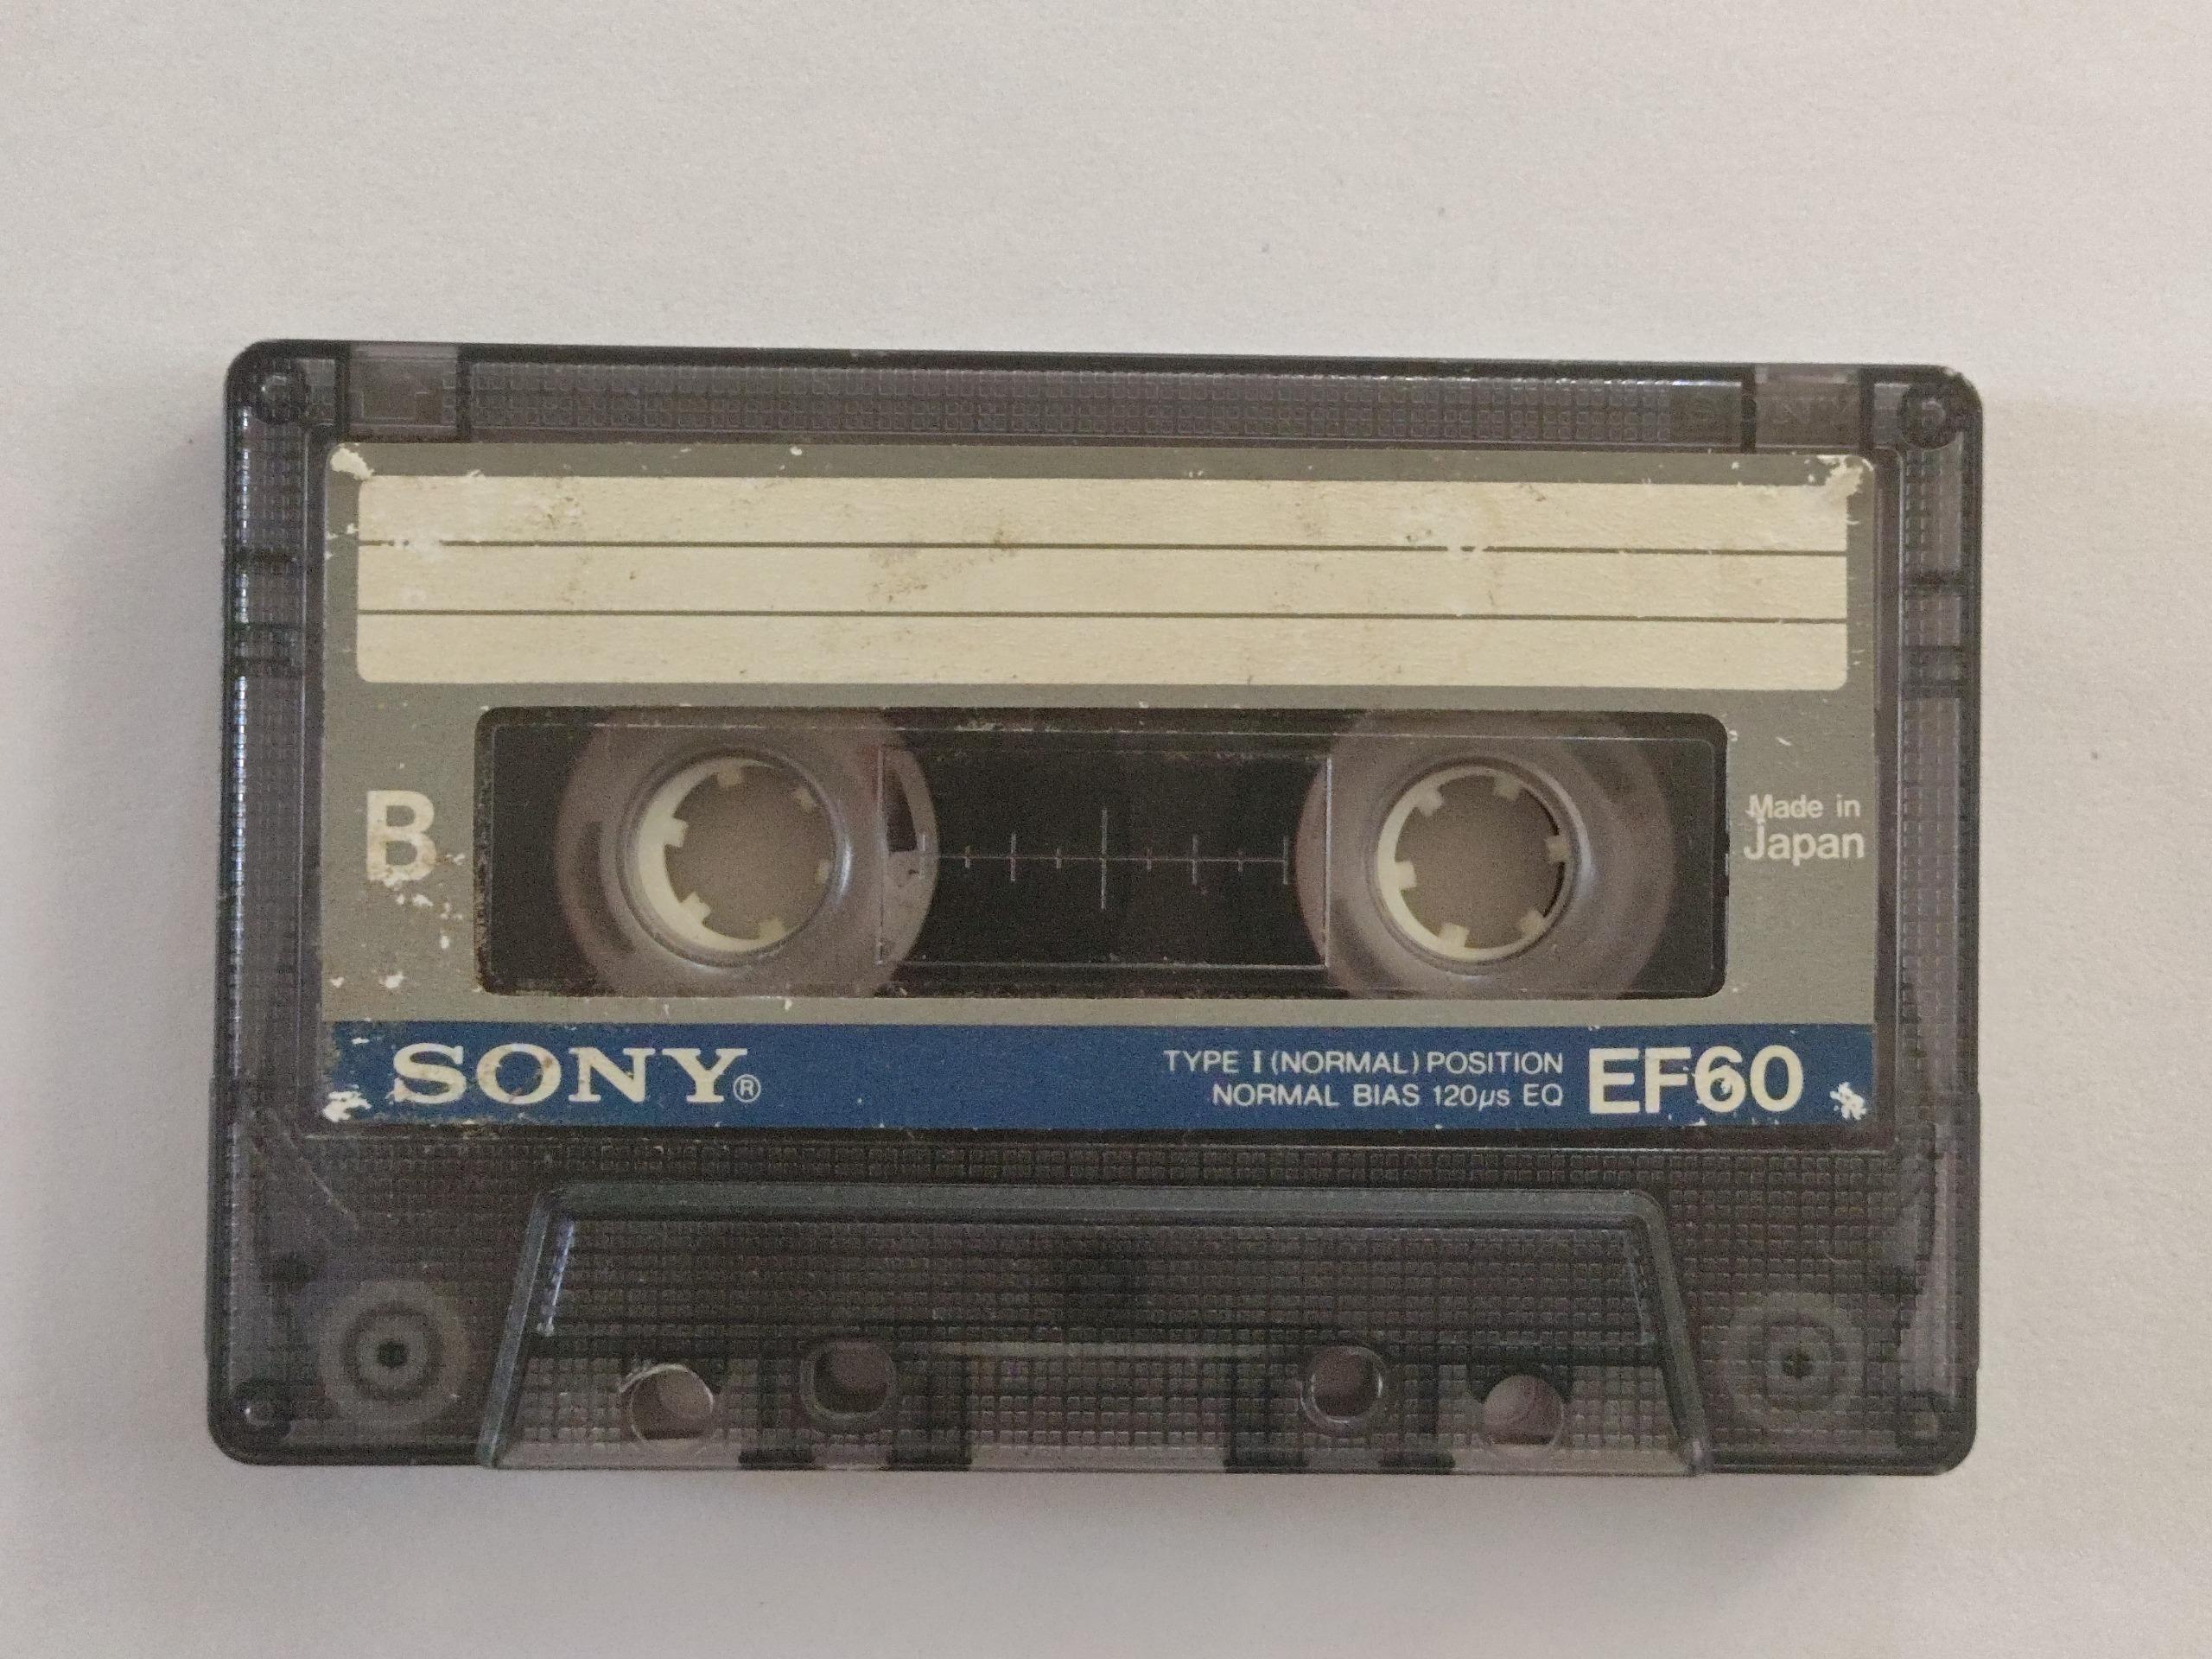 B
Made in
Japan
SONY®
TYPE I (NORMAL) POSITION
NORMAL BIAS 120μs EQ
EF60